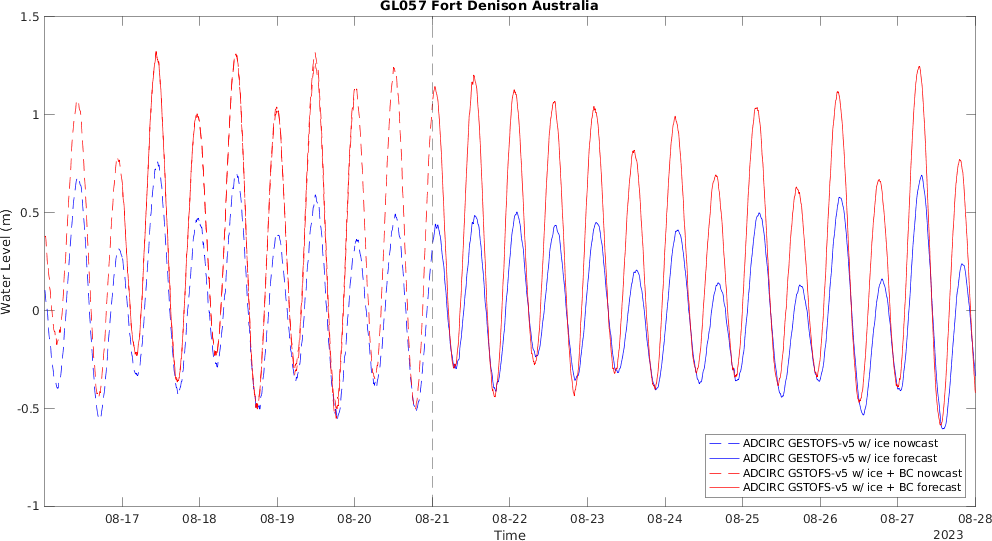 GL057 Fort Denison Australia
1.5
1
0.5
0
-0.5
-1
Water Level (m)
ADCIRC GESTOFS-v5 w/ ice nowcast
ADCIRC GESTOFS-v5 w/ ice forecast
ADCIRC GSTOFS-v5 w/ ice + BC nowcast
ADCIRC GSTOFS-v5 w/ ice + BC forecast
08-17 08-18 08-19 08-20 08-21 08-22 08-23 08-24 08-25 08-26 08-27 08-28
Time
2023